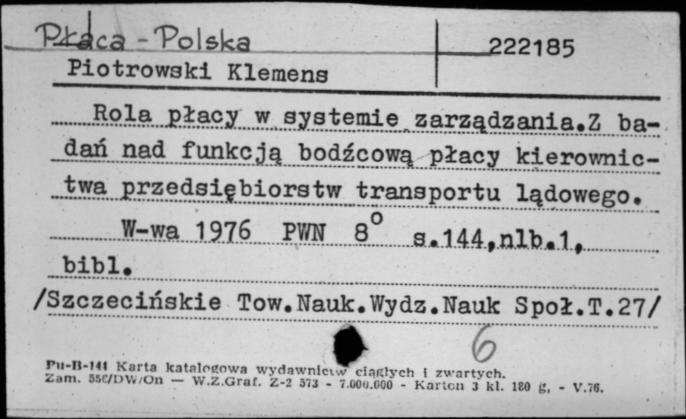 Płaca - Polska
222185
Piotrowski Klemens
Rola płacy w systemie zarządzania.Z ba-
dań nad funkcją bodźcową płacy kierownic-
twa przedsiębiorstw transportu lądowego.
W-wa 1976 PWN 8° s.144,nlb.1,
bibl.
/Szczecińskie Tow.Nauk.Wydz.Nauk Społ.T.27/
6
Pu-B-141 Karta katalogowa wydawnictw ciągłych i zwartych.
Zam. 556/DW/On — W.Z.Graf. Z-2 573 - 7.000.000 - Karton 3 kl. 180 g, - V.76.